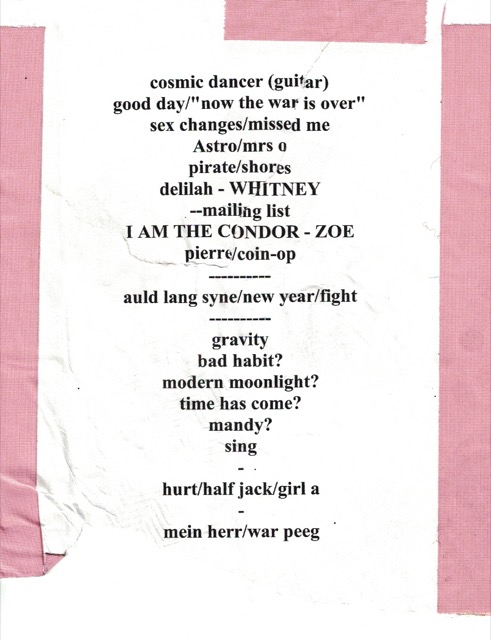 cosmic dancer (guitar)
good day/"now the war is over"
sex changes/missed me
Astro/mrs o
pirate/shores
delilah - WHITNEY
--mailing list
I AM THE CONDOR - ZOE
pierre/coin-op
----------
auld lang syne/new year/fight
----------
gravity
bad habit?
modern moonlight?
time has come?
mandy?
sing
-
hurt/half jack/girl a
-
mein herr/war peeg